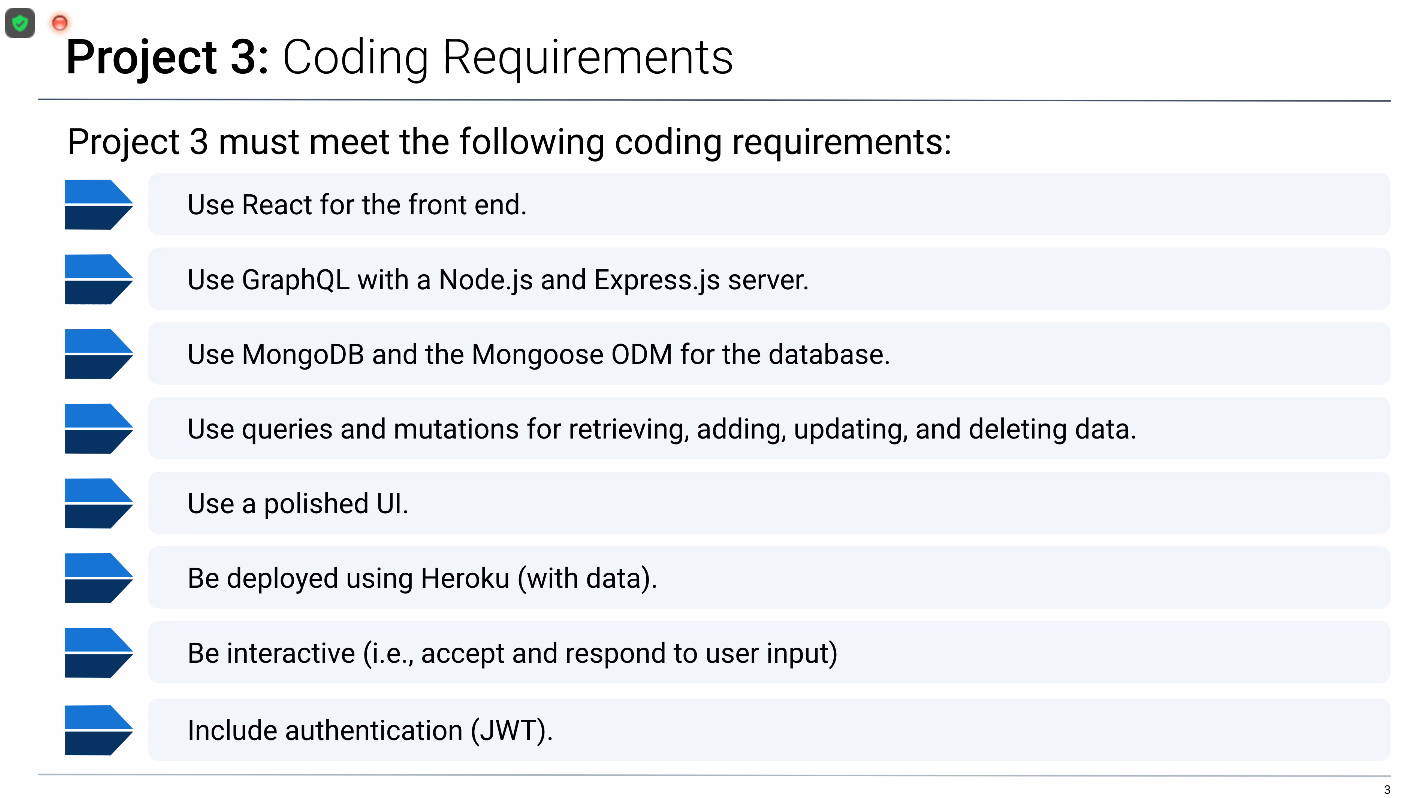 Project 3: Coding Requirements
Project 3 must meet the following coding requirements:
Use React for the front end.
Use GraphQL with a Node.js and Express.js server.
Use MongoDB and the Mongoose ODM for the database.
Use queries and mutations for retrieving, adding, updating, and deleting data.
Use a polished UI.
Be deployed using Heroku (with data).
Be interactive (i.e., accept and respond to user input)
Include authentication (JWT).
3